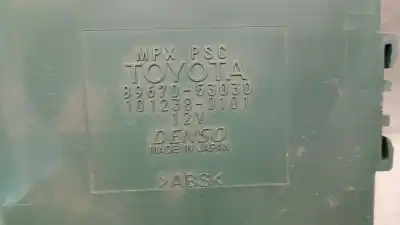 MPX PSC
TOYOTA
89670-53030
101238-0101
12V
DENSO
MADE IN JAPAN
>ABS<